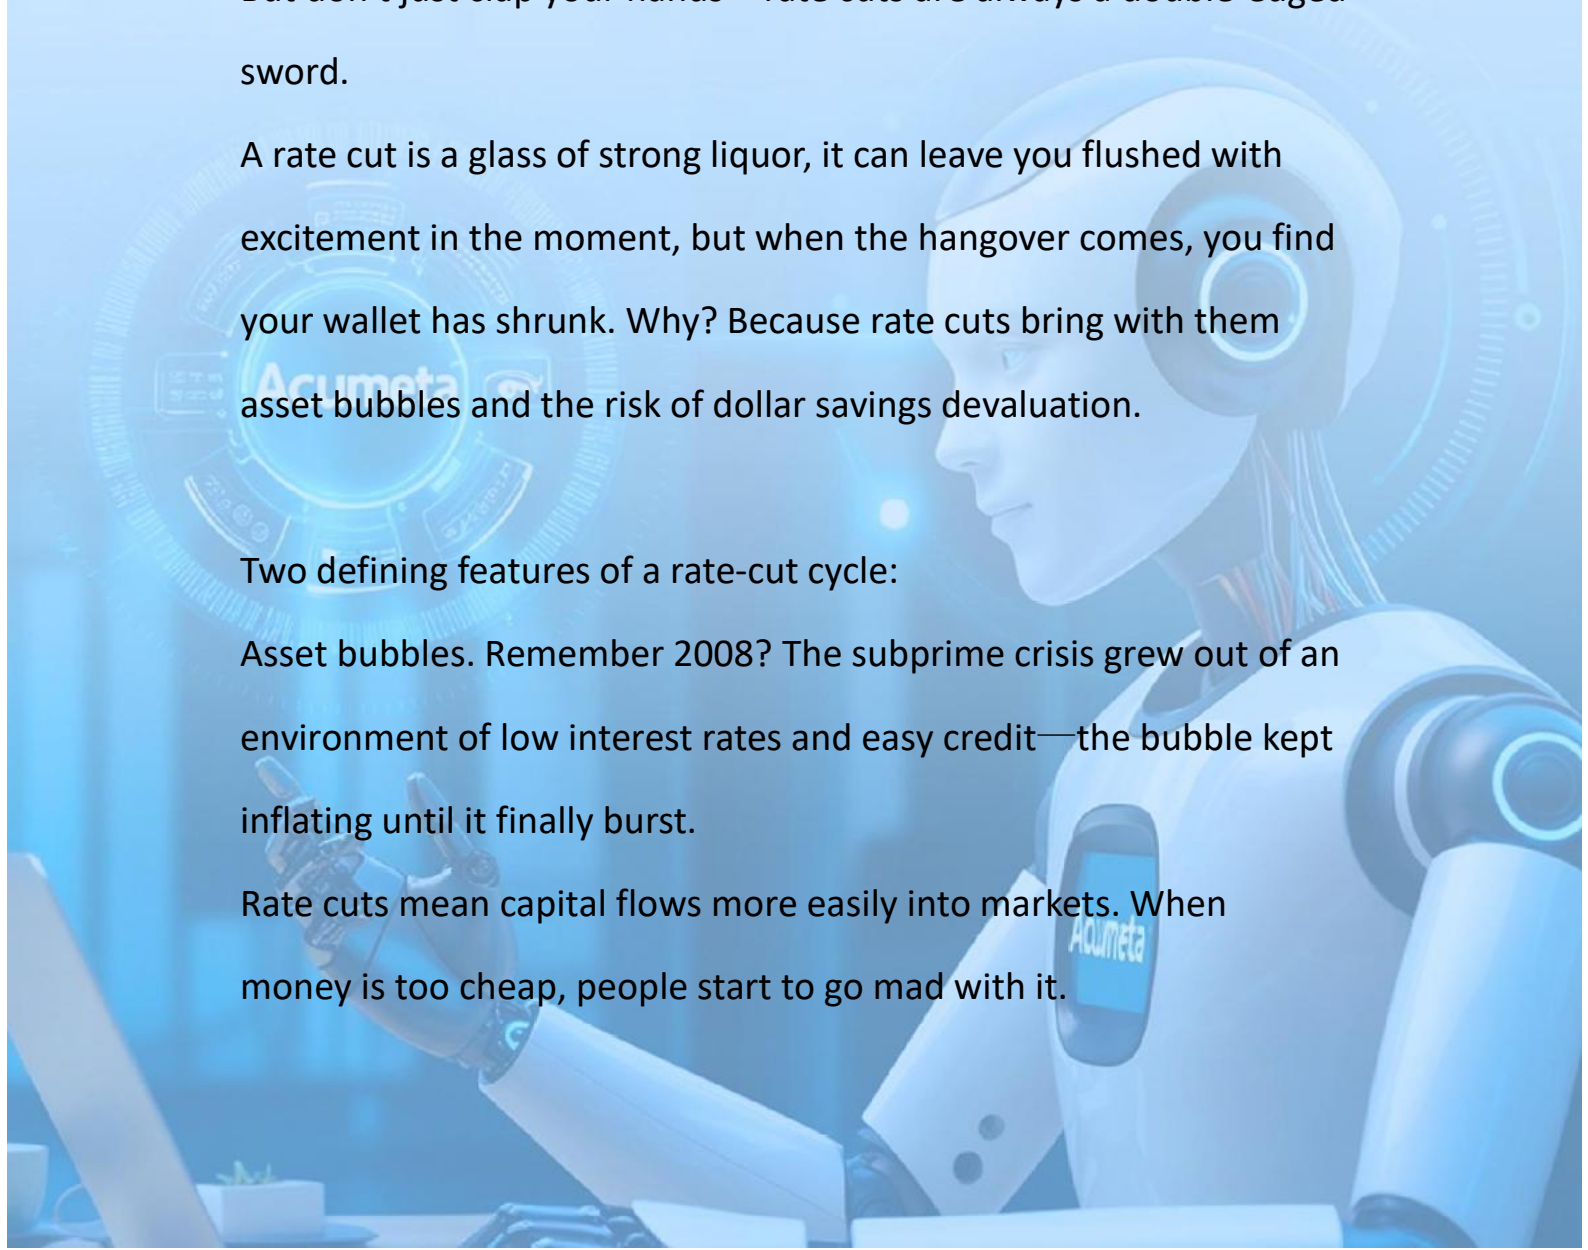 sword.
A rate cut is a glass of strong liquor, it can leave you flushed with
excitement in the moment, but when the hangover comes, you find
your wallet has shrunk. Why? Because rate cuts bring with them
Acumeta
asset bubbles and the risk of dollar savings devaluation.
Two defining features of a rate-cut cycle:
Asset bubbles. Remember 2008? The subprime crisis grew out of an
environment of low interest rates and easy credit—the bubble kept
inflating until it finally burst.
Rate cuts mean capital flows more easily into markets. When
Acumeta
money is too cheap, people start to go mad with it.